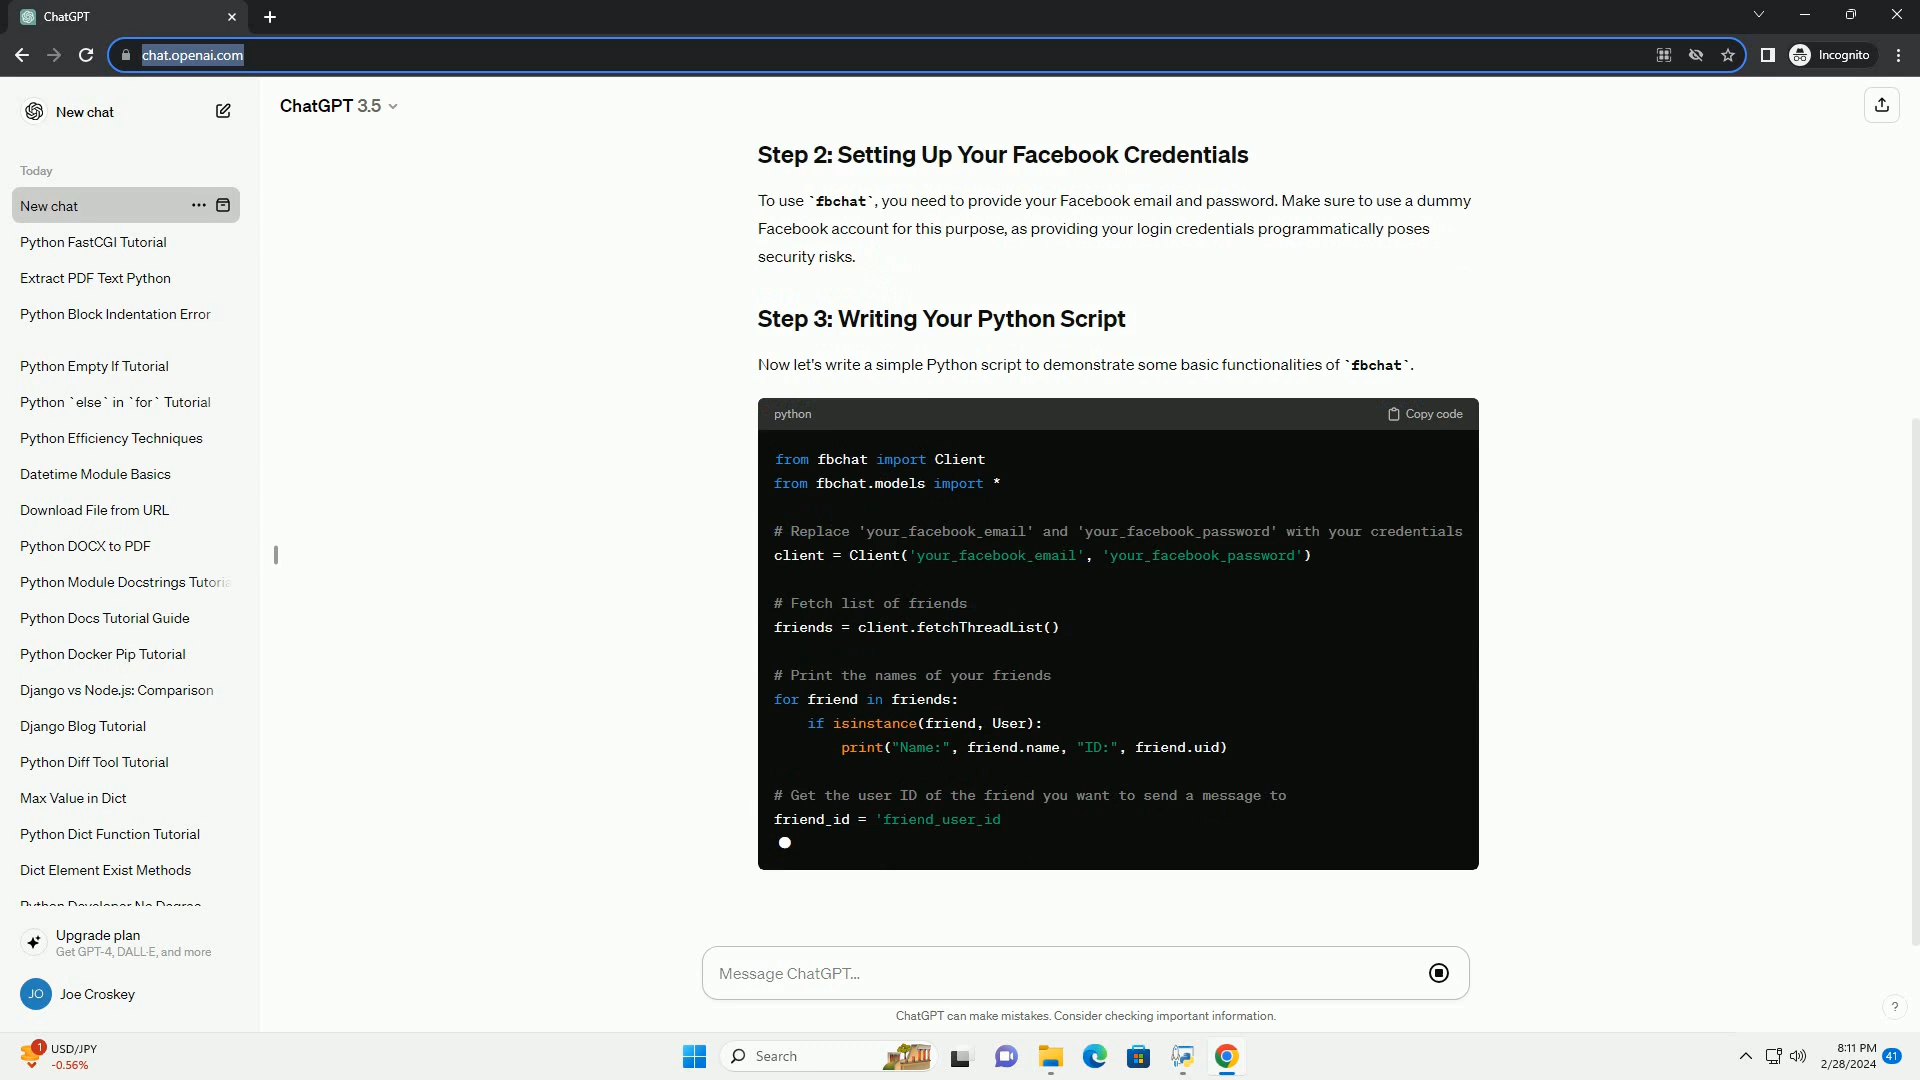 ChatGPT
chat.openai.com
Incognito
New chat
Today
New chat
Python FastCGI Tutorial
Extract PDF Text Python
Python Block Indentation Error
Python Empty If Tutorial
Python `else` in `for` Tutorial
Python Efficiency Techniques
Datetime Module Basics
Download File from URL
Python DOCX to PDF
Python Module Docstrings Tutoria
Python Docs Tutorial Guide
Python Docker Pip Tutorial
Django vs Node.js: Comparison
Django Blog Tutorial
Python Diff Tool Tutorial
Max Value in Dict
Python Dict Function Tutorial
Dict Element Exist Methods
Python Developer No Degree
Upgrade plan
Get GPT-4, DALL·E, and more
JO
Joe Croskey
ChatGPT 3.5
Step 2: Setting Up Your Facebook Credentials
To use `fbchat`, you need to provide your Facebook email and password. Make sure to use a dummy
Facebook account for this purpose, as providing your login credentials programmatically poses
security risks.
Step 3: Writing Your Python Script
Now let's write a simple Python script to demonstrate some basic functionalities of `fbchat`.
python
Copy code
from fbchat import Client
from fbchat.models import *
# Replace 'your_facebook_email' and 'your_facebook_password' with your credentials
client = Client('your_facebook_email', 'your_facebook_password')
# Fetch list of friends
friends = client.fetchThreadList()
# Print the names of your friends
for friend in friends:
    if isinstance(friend, User):
        print("Name:", friend.name, "ID:", friend.uid)
# Get the user ID of the friend you want to send a message to
friend_id = 'friend_user_id
Message ChatGPT...
ChatGPT can make mistakes. Consider checking important information.
?
1
USD/JPY
-0.56%
Search
8:11 PM
2/28/2024
41